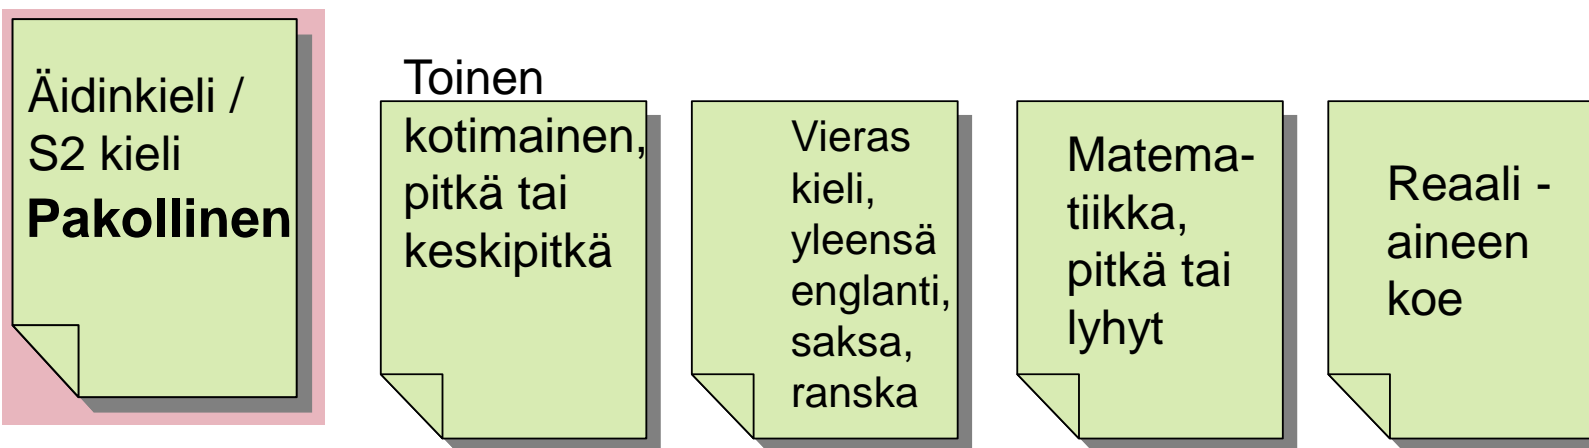 Äidinkieli /
S2 kieli
Pakollinen
Toinen
kotimainen,
pitkä tai
keskipitkä
Vieras
kieli,
yleensä
englanti,
saksa,
ranska
Matema-
tiikka,
pitkä tai
lyhyt
Reaali -
aineen
koe